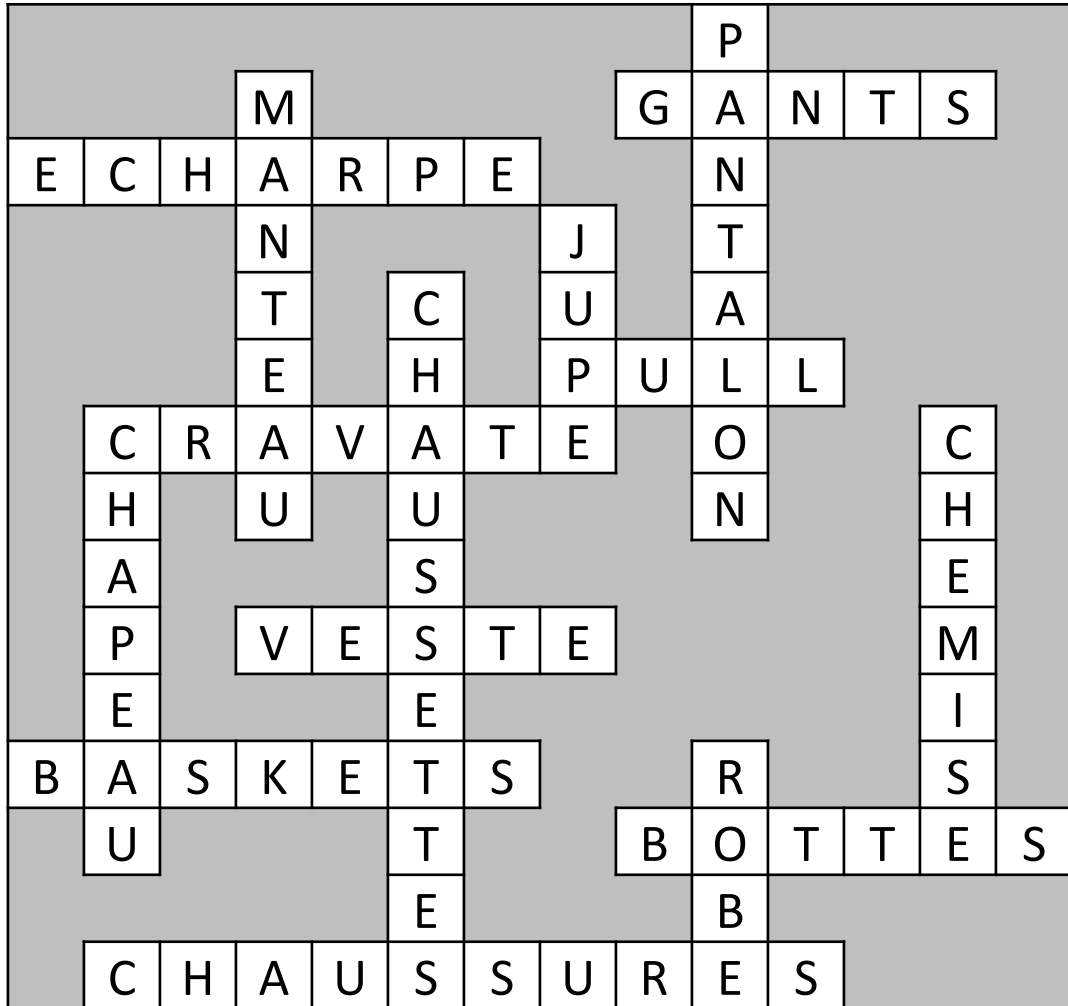 PANTALON
MANTEAU
GANTS
ECHARPE
JUPE
CHAUSSETTES
PULL
CRAVATE
CHAPEAU
CHEMISE
VESTE
BASKETS
ROBE
BOTTES
CHAUSSURES